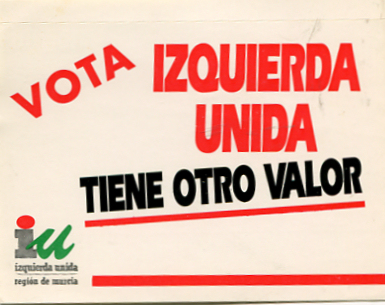 VOTA
IZQUIERDA
UNIDA
TIENE OTRO VALOR
iu
izquierda unida
región de murcia